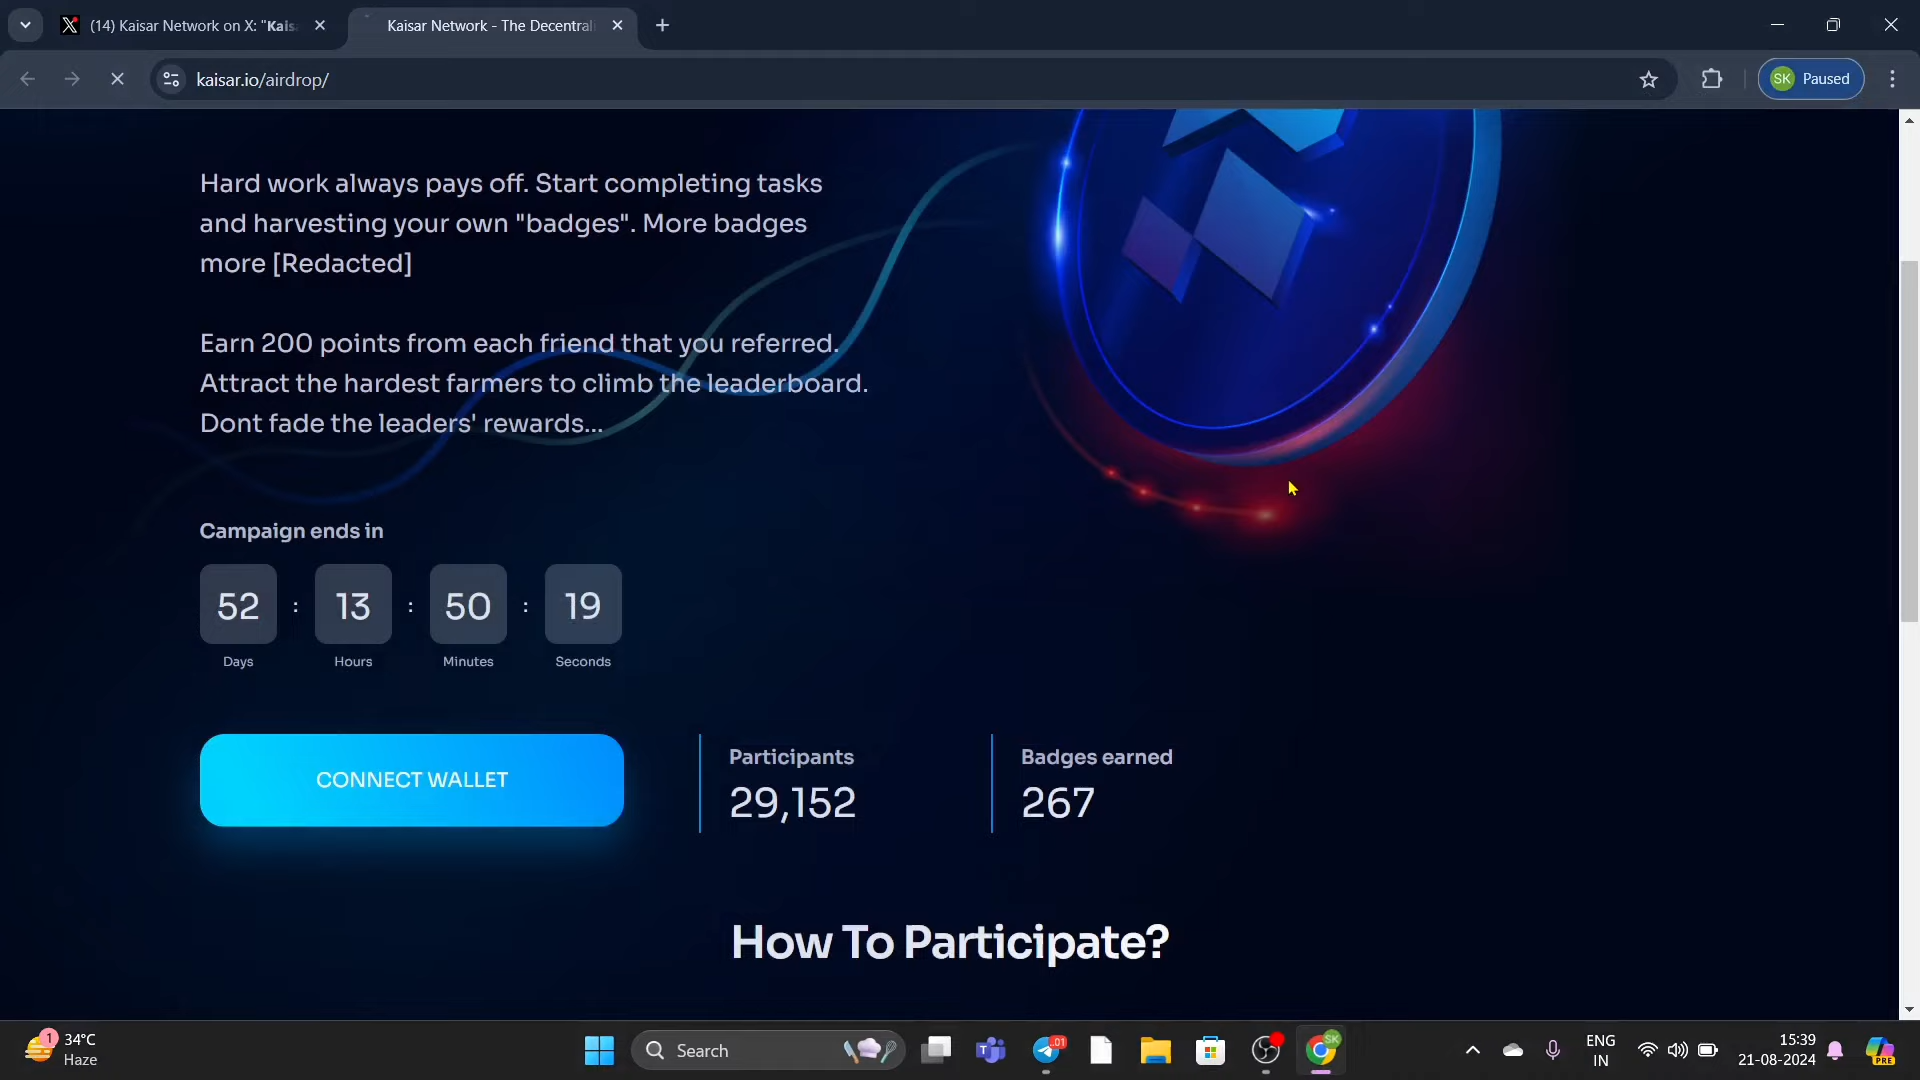 (14) Kaisar Network on X: "Kais
Kaisar Network - The Decentral
kaisar.io/airdrop/
SK Paused
Hard work always pays off. Start completing tasks
and harvesting your own "badges". More badges
more [Redacted]
Earn 200 points from each friend that you referred.
Attract the hardest farmers to climb the leaderboard.
Dont fade the leaders' rewards...
Campaign ends in
52 : 13 : 50 : 19
Days Hours Minutes Seconds
CONNECT WALLET
Participants
29,152
Badges earned
267
How To Participate?
1
34°C
Haze
Search
.01
SK
ENG
IN
15:39
21-08-2024
PRE